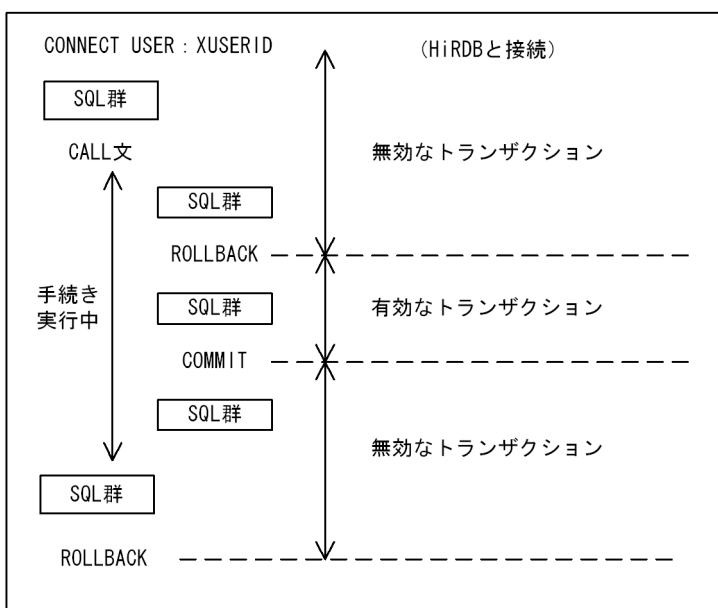 CONNECT USER：XUSERID
(HiRDBと接続)
SQL群
CALL文
無効なトランザクション
SQL群
ROLLBACK
手続き
実行中
SQL群
有効なトランザクション
COMMIT
SQL群
無効なトランザクション
SQL群
ROLLBACK